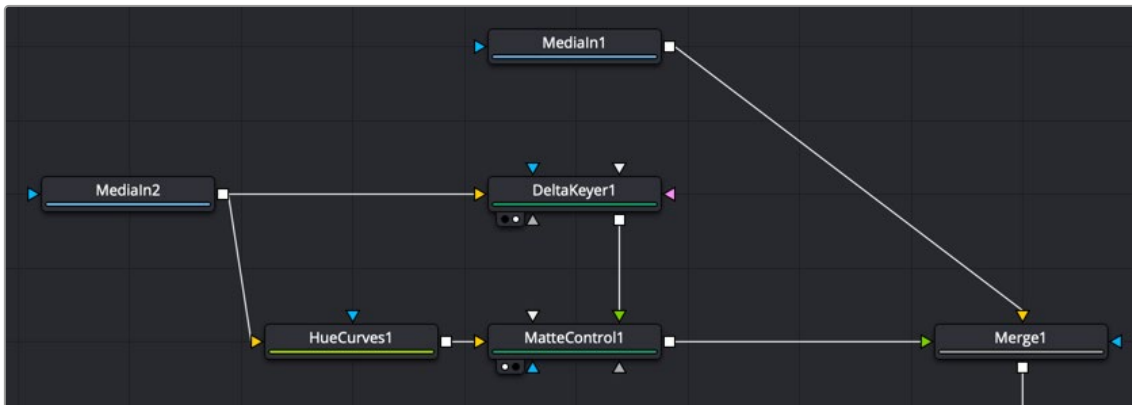 MediaIn1
MediaIn2
DeltaKeyer1
HueCurves1
MatteControl1
Merge1